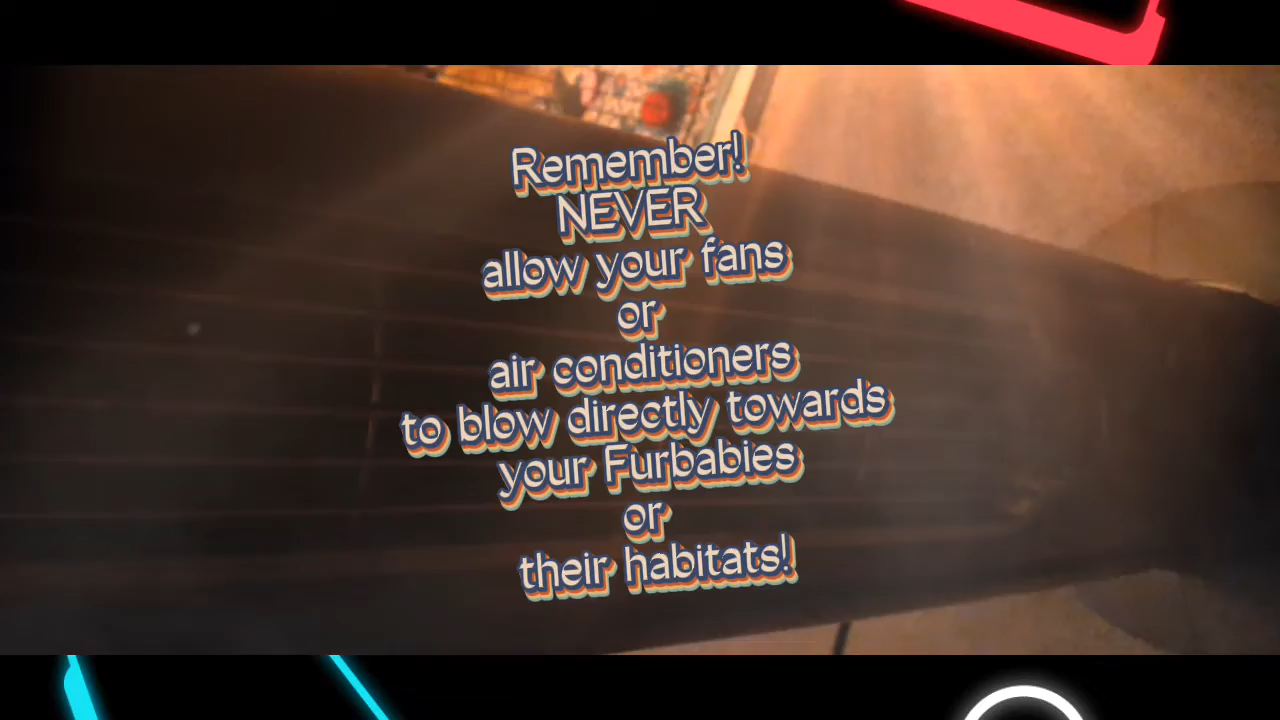 Remember!
NEVER
allow your fans
or
air conditioners
to blow directly towards
your Furbabies
or
their habitats!